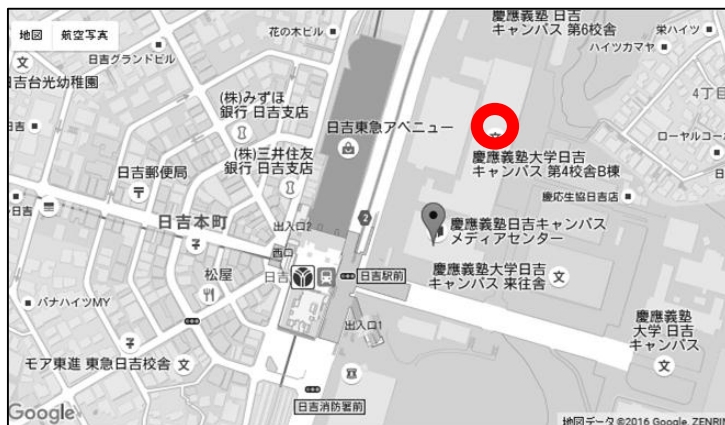 地図 航空写真
花の木ビル
日吉グランドビル
日吉台光幼稚園
慶應義塾 日吉
キャンパス 第6校舎
栄ハイツ
ハイツカマヤ
4丁目
(株)みずほ
銀行 日吉支店
日吉
日吉東急アベニュー
ローヤルコー
(株)三井住友
銀行 日吉支店
慶應義塾大学日吉
キャンパス 第4校舎B棟
日吉郵便局
慶応生協日吉店
日吉本町
出入口2
2
慶應義塾日吉キャンパス
メディアセンター
西口
日吉
日吉駅前
松屋
慶應義塾大学日吉
キャンパス 来往舎
パナハイツMY
出入口1
慶應義塾
大学 日吉
キャンパス
モア東進 東急日吉校舎
日吉消防署前
Google
地図データ ©2016 Google, ZENRIN